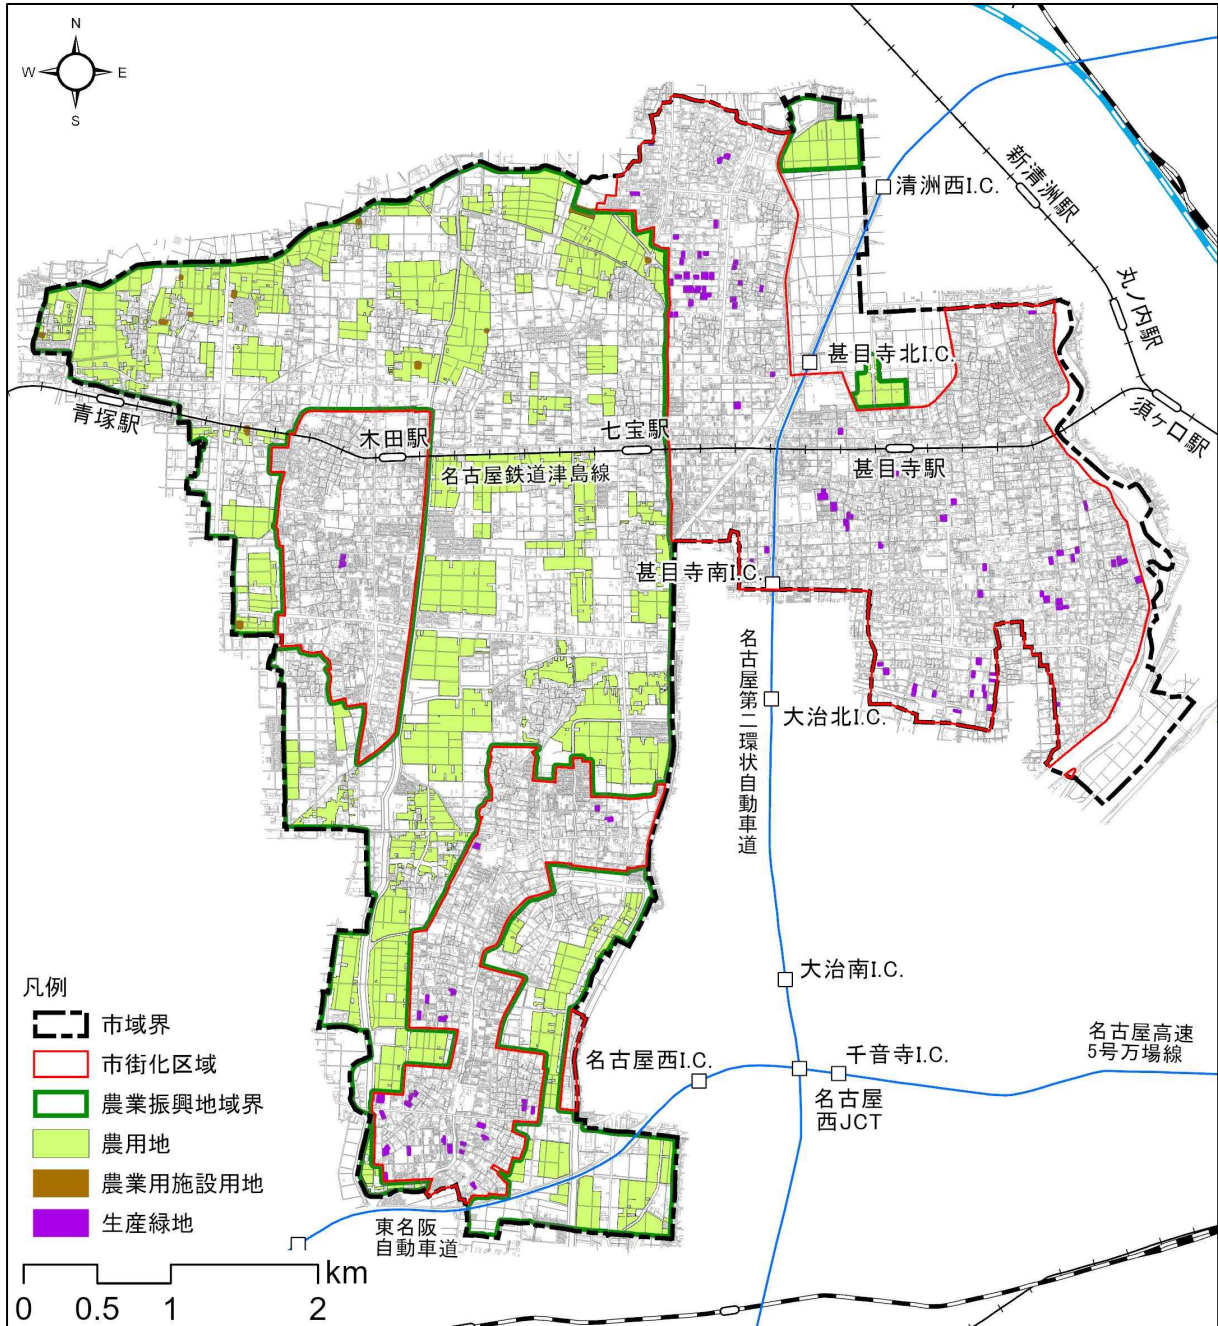 N
W
E
S
清洲西I.C.
新清洲駅
丸ノ内駅
須ヶ口駅
甚目寺北I.C.
青塚駅
木田駅
七宝駅
名古屋鉄道津島線
甚目寺駅
甚目寺南I.C.
名古屋第二環状自動車道
大治北I.C.
大治南I.C.
名古屋高速
5号万場線
名古屋西I.C.
千音寺I.C.
名古屋
西JCT
東名阪
自動車道
凡例
市域界
市街化区域
農業振興地域界
農用地
農業用施設用地
生産緑地
km
0 0.5 1 2